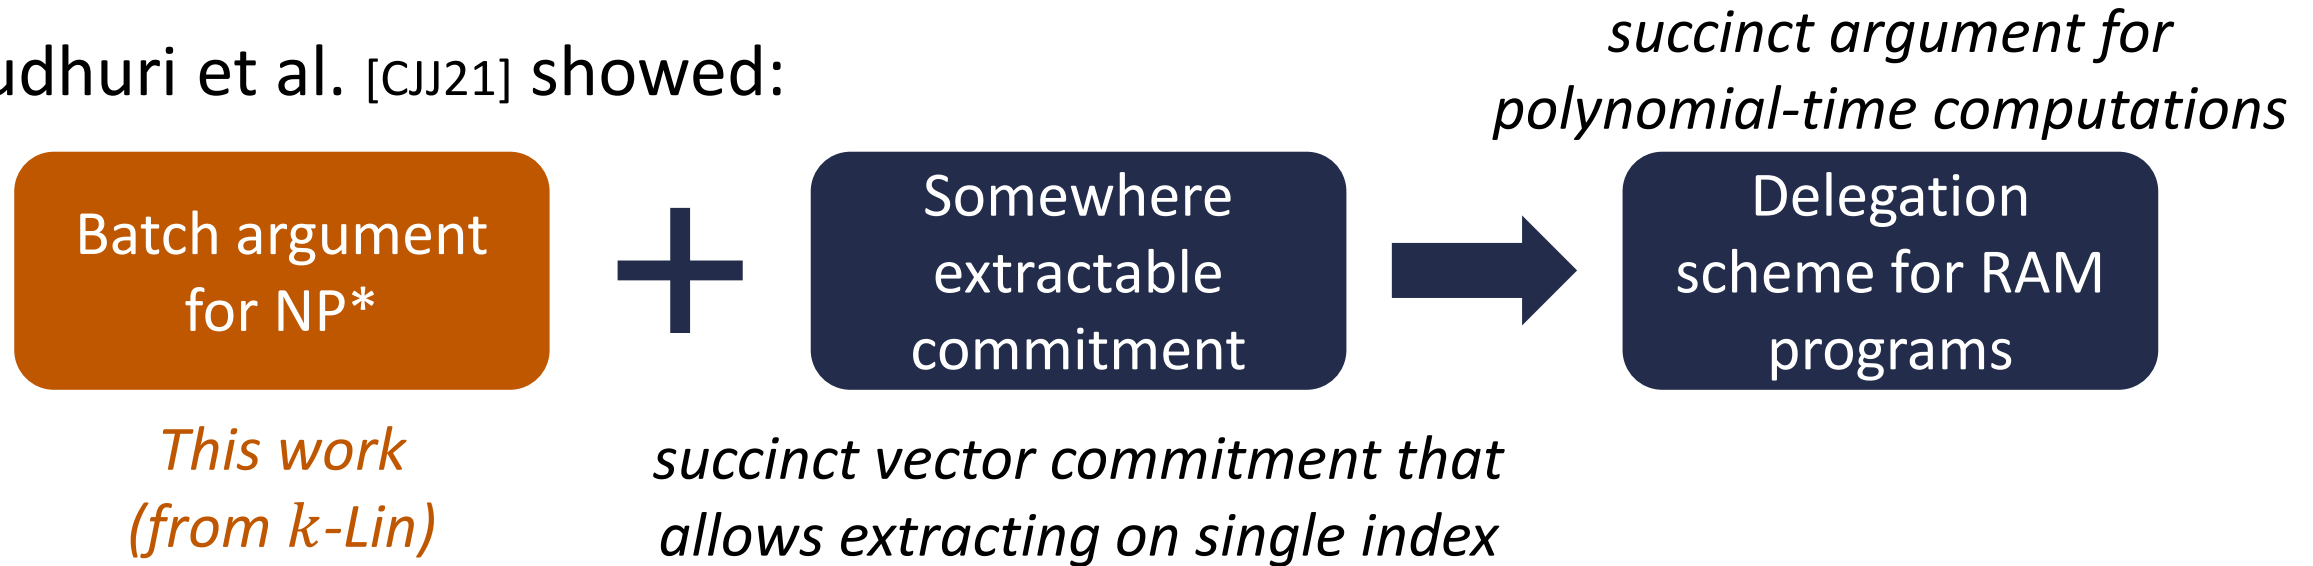 udhuri et al. [CJJ21] showed:
succinct argument for
polynomial-time computations
Batch argument
for NP*
+
Somewhere
extractable
commitment
Delegation
scheme for RAM
programs
This work
(from k-Lin)
succinct vector commitment that
allows extracting on single index